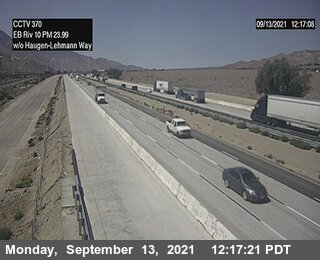 CCTV 370
EB Riv 10 PM 23.99
w/o Haugen-Lehmann Way
09/13/2021 12:17:08
Monday, September 13, 2021 12:17:21 PDT